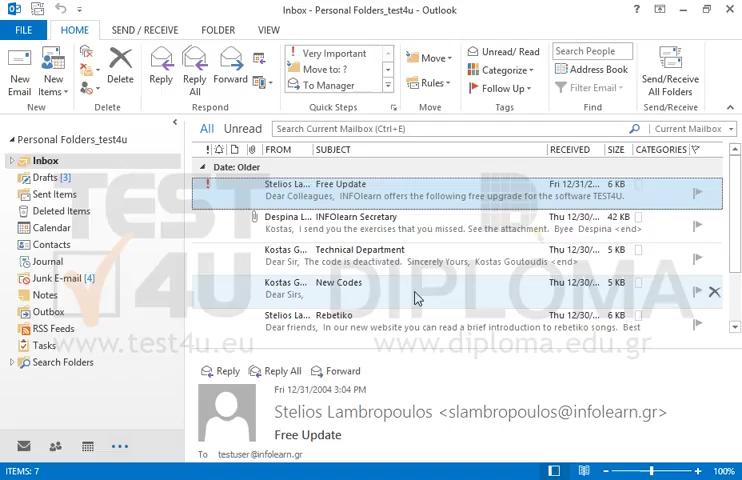 Inbox - Personal Folders_test4u - Outlook
FILE HOME SEND / RECEIVE FOLDER VIEW
New Email
New Items
Delete
Reply
Reply All
Forward
Very Important
Move to: ?
To Manager
Move
Rules
Unread/ Read
Categorize
Follow Up
Search People
Address Book
Filter Email
Send/Receive All Folders
New Delete Respond Quick Steps Move Tags Find Send/Receive
Personal Folders_test4u
Inbox
Drafts [3]
Sent Items
Deleted Items
Calendar
Contacts
Journal
Junk E-mail [4]
Notes
Outbox
RSS Feeds
Tasks
Search Folders
All Unread Search Current Mailbox (Ctrl+E) Current Mailbox
FROM SUBJECT RECEIVED SIZE CATEGORIES
Date: Older
Stelios La... Free Update Fri 12/31/2... 6 KB
Dear Colleagues, INFOlearn offers the following free upgrade for the software TEST4U.
Despina L... INFOlearn Secretary Thu 12/30/... 42 KB
Kostas, I send you the exercises that you missed. See the attachment. Byee Despina <end>
Kostas G... Technical Department Thu 12/30/... 5 KB
Dear Sir, The code is deactivated. Sincerely Yours, Kostas Goutoudis <end>
Kostas G... New Codes Thu 12/30/... 5 KB
Dear Sirs,
Stelios La... Rebetiko Thu 12/30/... 6 KB
Dear friends, In our new website you can read a brief introduction to rebetiko songs. Best
TEST 4U
www.test4u.eu
DIPLOMA
www.diploma.edu.gr
Reply Reply All Forward
Fri 12/31/2004 3:04 PM
Stelios Lambropoulos <slambropoulos@infolearn.gr>
Free Update
To testuser@infolearn.gr
ITEMS: 7
100%